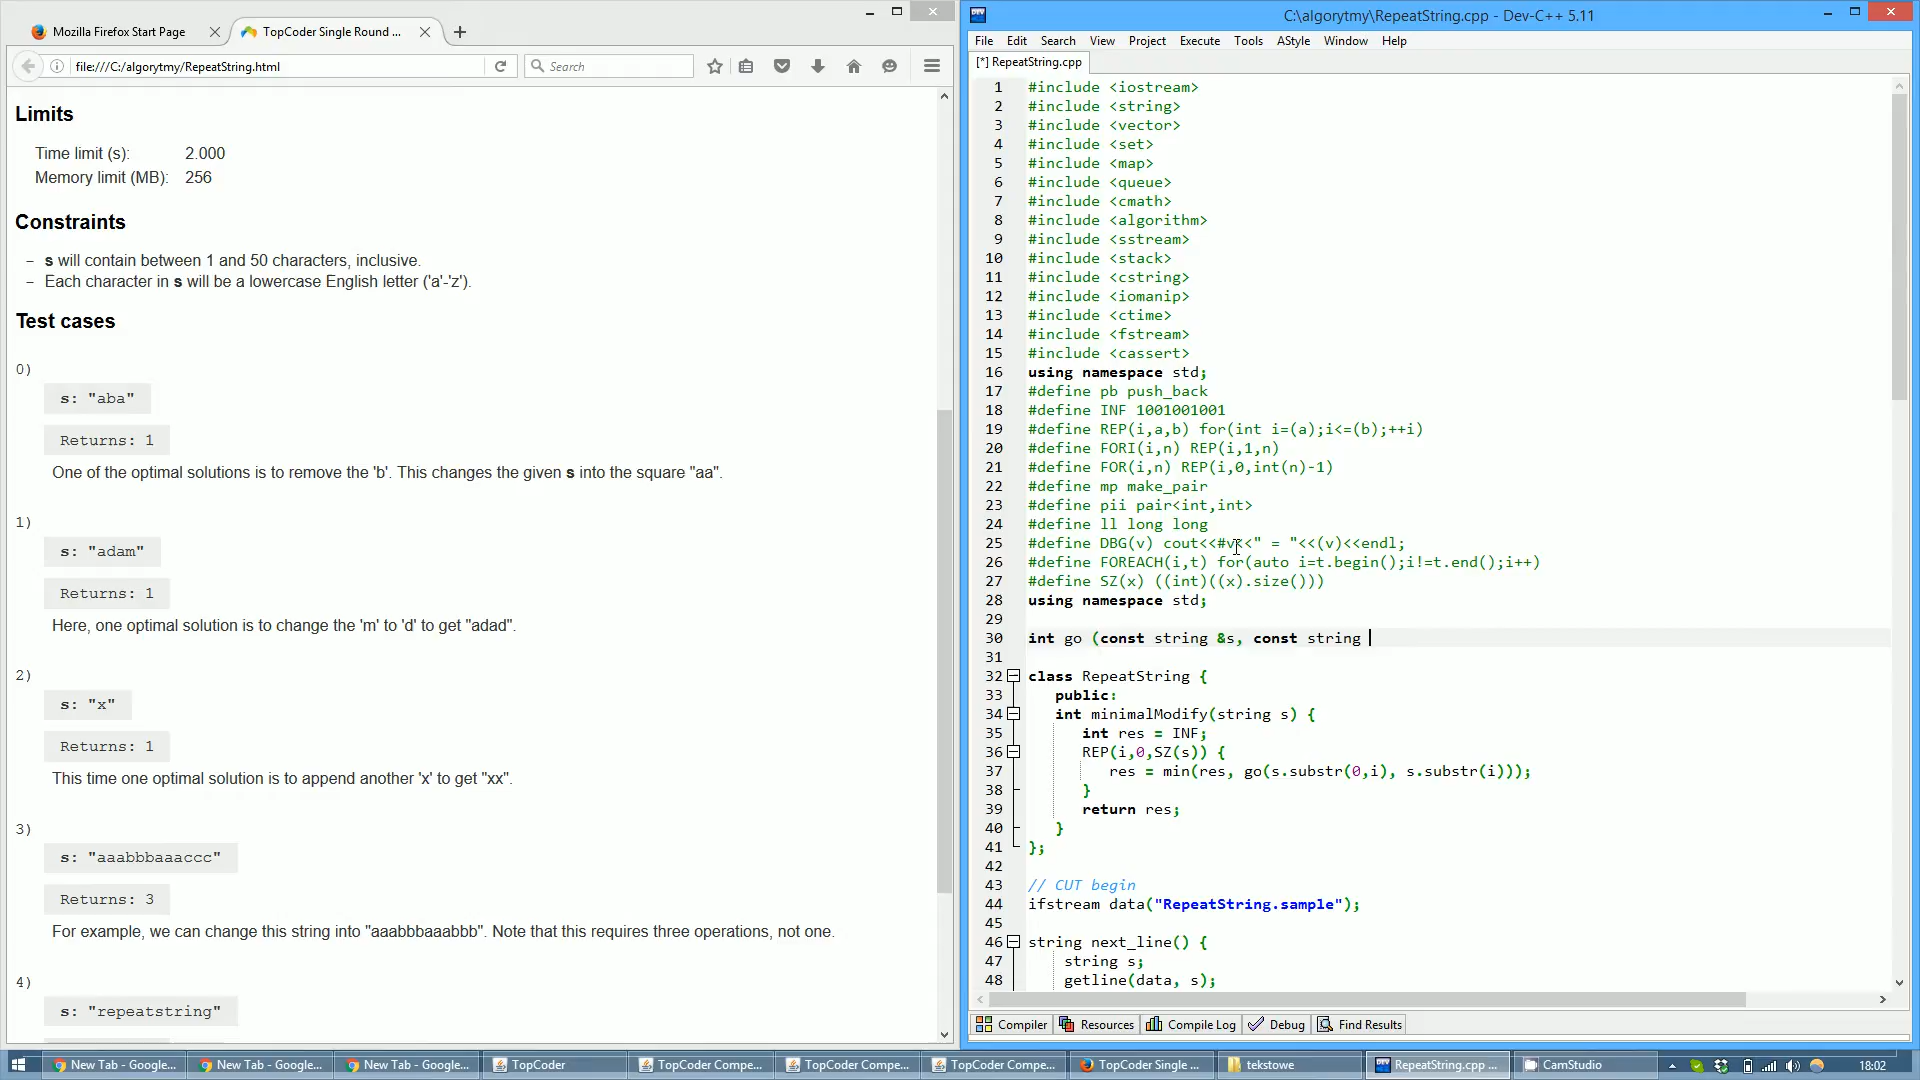 Mozilla Firefox Start Page
TopCoder Single Round ...
file:///C:/algorytmy/RepeatString.html
Search
Limits
Time limit (s): 2.000
Memory limit (MB): 256
Constraints
– s will contain between 1 and 50 characters, inclusive.
– Each character in s will be a lowercase English letter ('a'-'z').
Test cases
0)
s: "aba"
Returns: 1
One of the optimal solutions is to remove the 'b'. This changes the given s into the square "aa".
1)
s: "adam"
Returns: 1
Here, one optimal solution is to change the 'm' to 'd' to get "adad".
2)
s: "x"
Returns: 1
This time one optimal solution is to append another 'x' to get "xx".
3)
s: "aaabbbaaaccc"
Returns: 3
For example, we can change this string into "aaabbbaaabbb". Note that this requires three operations, not one.
4)
s: "repeatstring"
C:\algorytmy\RepeatString.cpp - Dev-C++ 5.11
File Edit Search View Project Execute Tools AStyle Window Help
[*] RepeatString.cpp
1 #include <iostream>
2 #include <string>
3 #include <vector>
4 #include <set>
5 #include <map>
6 #include <queue>
7 #include <cmath>
8 #include <algorithm>
9 #include <sstream>
10 #include <stack>
11 #include <cstring>
12 #include <iomanip>
13 #include <ctime>
14 #include <fstream>
15 #include <cassert>
16 using namespace std;
17 #define pb push_back
18 #define INF 1001001001
19 #define REP(i,a,b) for(int i=(a);i<=(b);++i)
20 #define FORI(i,n) REP(i,1,n)
21 #define FOR(i,n) REP(i,0,int(n)-1)
22 #define mp make_pair
23 #define pii pair<int,int>
24 #define ll long long
25 #define DBG(v) cout<<#v<<" = "<<(v)<<endl;
26 #define FOREACH(i,t) for(auto i=t.begin();i!=t.end();i++)
27 #define SZ(x) ((int)((x).size()))
28 using namespace std;
29
30 int go (const string &s, const string
31
32 class RepeatString {
33 public:
34 int minimalModify(string s) {
35 int res = INF;
36 REP(i,0,SZ(s)) {
37 res = min(res, go(s.substr(0,i), s.substr(i)));
38 }
39 return res;
40 }
41 };
42
43 // CUT begin
44 ifstream data("RepeatString.sample");
45
46 string next_line() {
47 string s;
48 getline(data, s);
Compiler Resources Compile Log Debug Find Results
New Tab - Google... New Tab - Google... New Tab - Google... TopCoder TopCoder Compe... TopCoder Compe... TopCoder Compe... TopCoder Single ... tekstowe RepeatString.cpp ... CamStudio 18:02